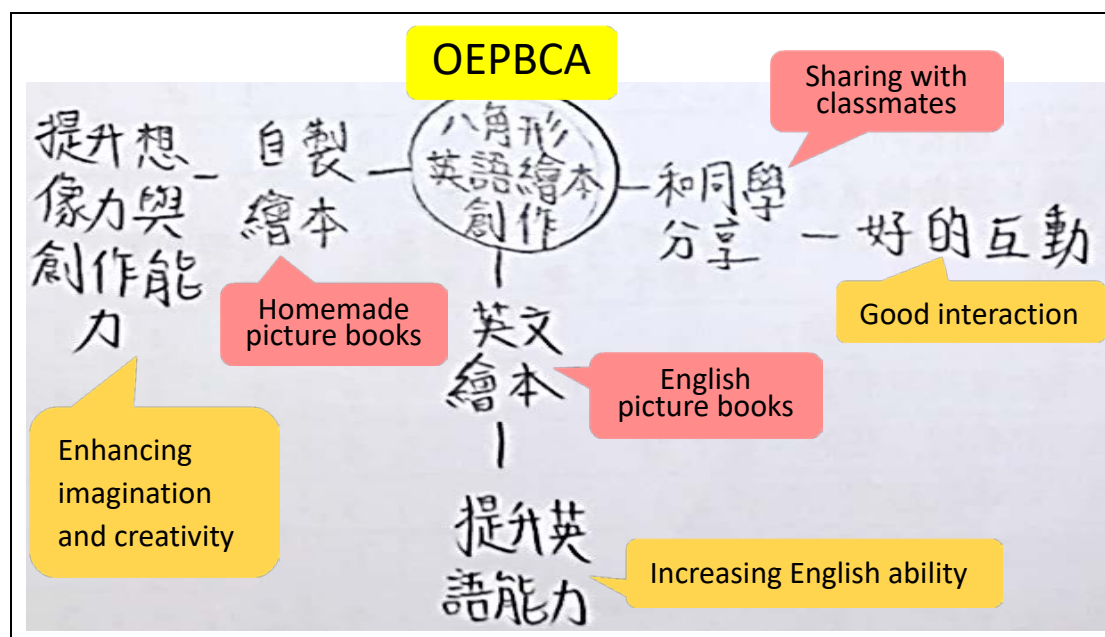 OEPBCA
Sharing with
classmates
八角形
英語繪本
創作
提升想
像力與
創作能
力
自製
繪本
和同學
分享
好的互動
Homemade
picture books
Good interaction
英文
繪本
English
picture books
Enhancing
imagination
and creativity
提升英
語能力
Increasing English ability